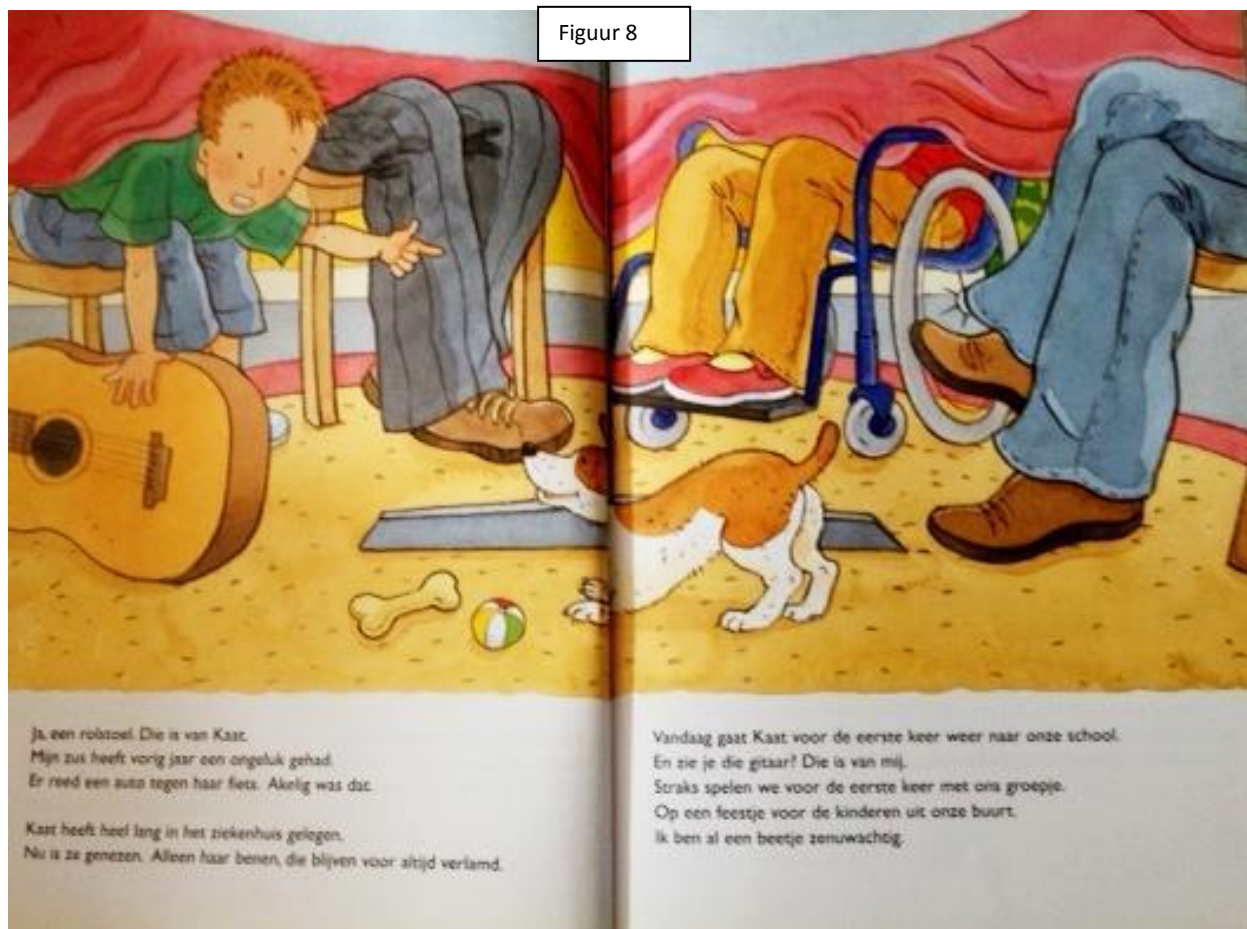 Figuur 8
Ja, een rolstoel. Die is van Kaat.
Mijn zus heeft vorig jaar een ongeluk gehad.
Er reed een auto tegen haar fiets. Akelig was dat.
Kaat heeft heel lang in het ziekenhuis gelegen.
Nu is ze genezen. Alleen haar benen, die blijven voor altijd verlamd.
Vandaag gaat Kaat voor de eerste keer weer naar onze school.
En zie je die gitaar? Die is van mij.
Straks spelen we voor de eerste keer met ons groepje.
Op een feestje voor de kinderen uit onze buurt.
Ik ben al een beetje zenuwachtig.